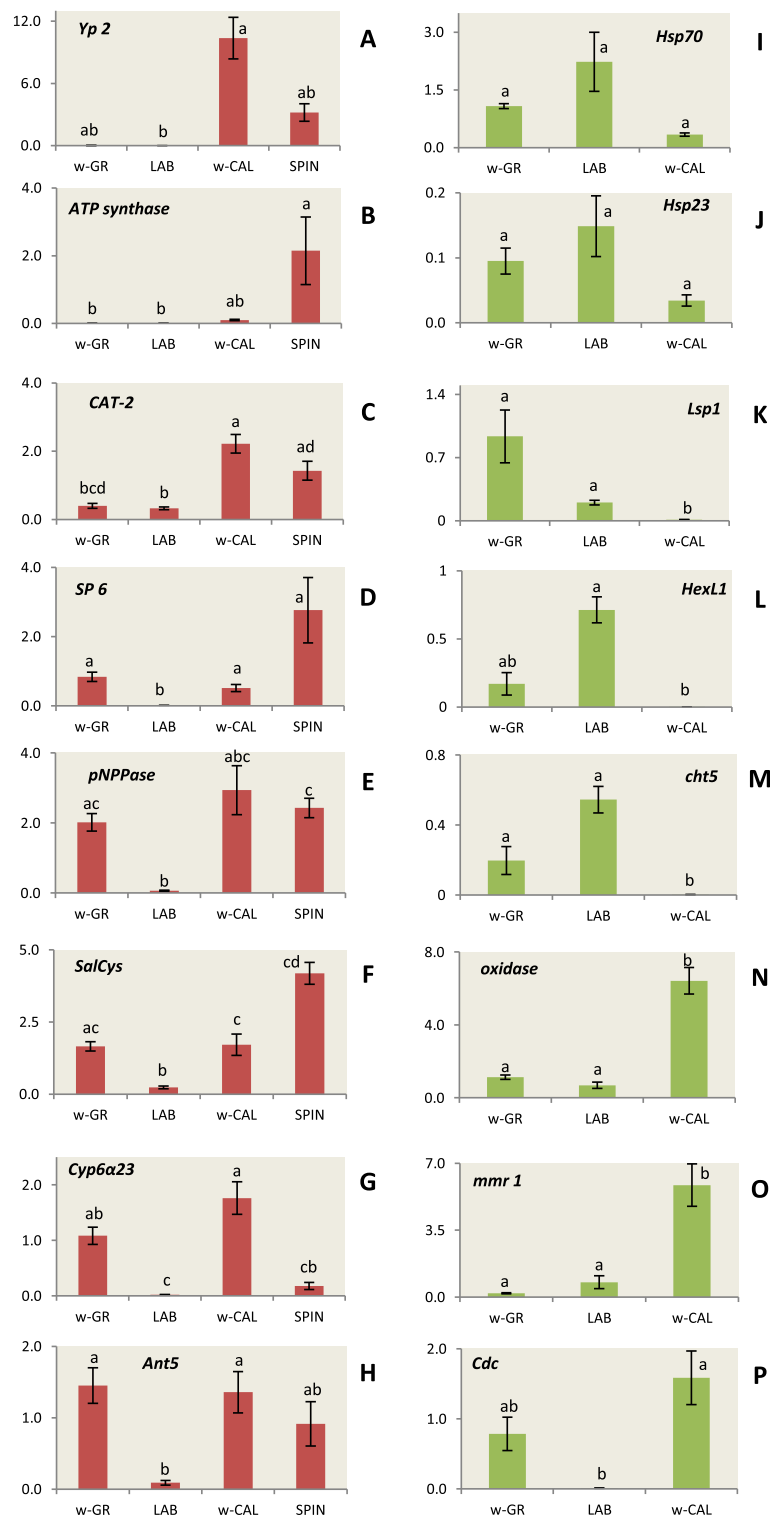 Yp 2
A
12.0
6.0
0.0
ab
b
a
ab
w-GR LAB w-CAL SPIN
ATP synthase
B
4.0
2.0
0.0
b
b
ab
a
w-GR LAB w-CAL SPIN
CAT-2
C
4.0
2.0
0.0
bcd
b
a
ad
w-GR LAB w-CAL SPIN
SP 6
D
4.0
2.0
0.0
a
b
a
a
w-GR LAB w-CAL SPIN
pNPPase
E
4.0
2.0
0.0
ac
b
abc
c
w-GR LAB w-CAL SPIN
SalCys
F
5.0
2.5
0.0
ac
b
c
cd
w-GR LAB w-CAL SPIN
Cyp6α23
G
2.0
1.0
0.0
ab
c
a
cb
w-GR LAB w-CAL SPIN
Ant5
H
2.0
1.0
0.0
a
b
a
ab
w-GR LAB w-CAL SPIN
Hsp70
I
3.0
1.5
0.0
a
a
a
w-GR LAB w-CAL
Hsp23
J
0.2
0.1
0.0
a
a
a
w-GR LAB w-CAL
Lsp1
K
1.4
0.7
0
a
a
b
w-GR LAB w-CAL
HexL1
L
1
0.5
0
ab
a
b
w-GR LAB w-CAL
cht5
M
0.8
0.4
0
a
a
b
w-GR LAB w-CAL
oxidase
N
8.0
4.0
0.0
a
a
b
w-GR LAB w-CAL
mmr 1
O
7.0
3.5
0.0
a
a
b
w-GR LAB w-CAL
Cdc
P
2.0
1.0
0.0
ab
b
a
w-GR LAB w-CAL